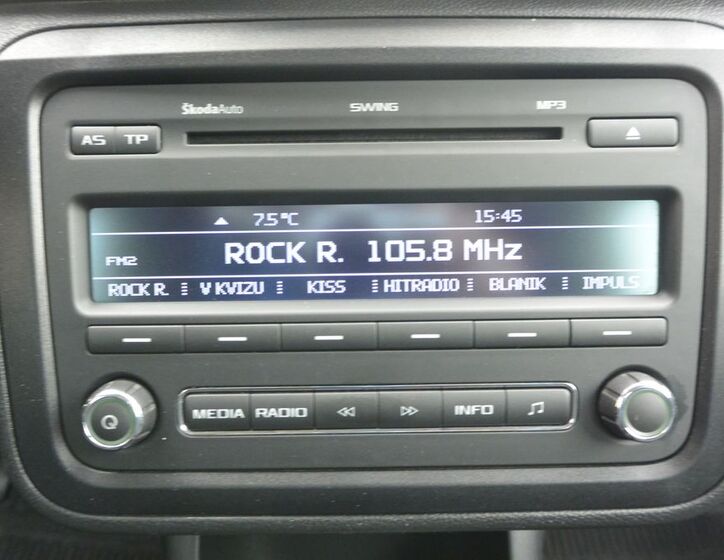 ŠkodaAuto SWING MP3
AS TP
7.5°C 15:45
FM2 ROCK R. 105.8 MHz
ROCK R. V KVIZU KISS HITRADIO BLANIK IMPULS
MEDIA RADIO INFO